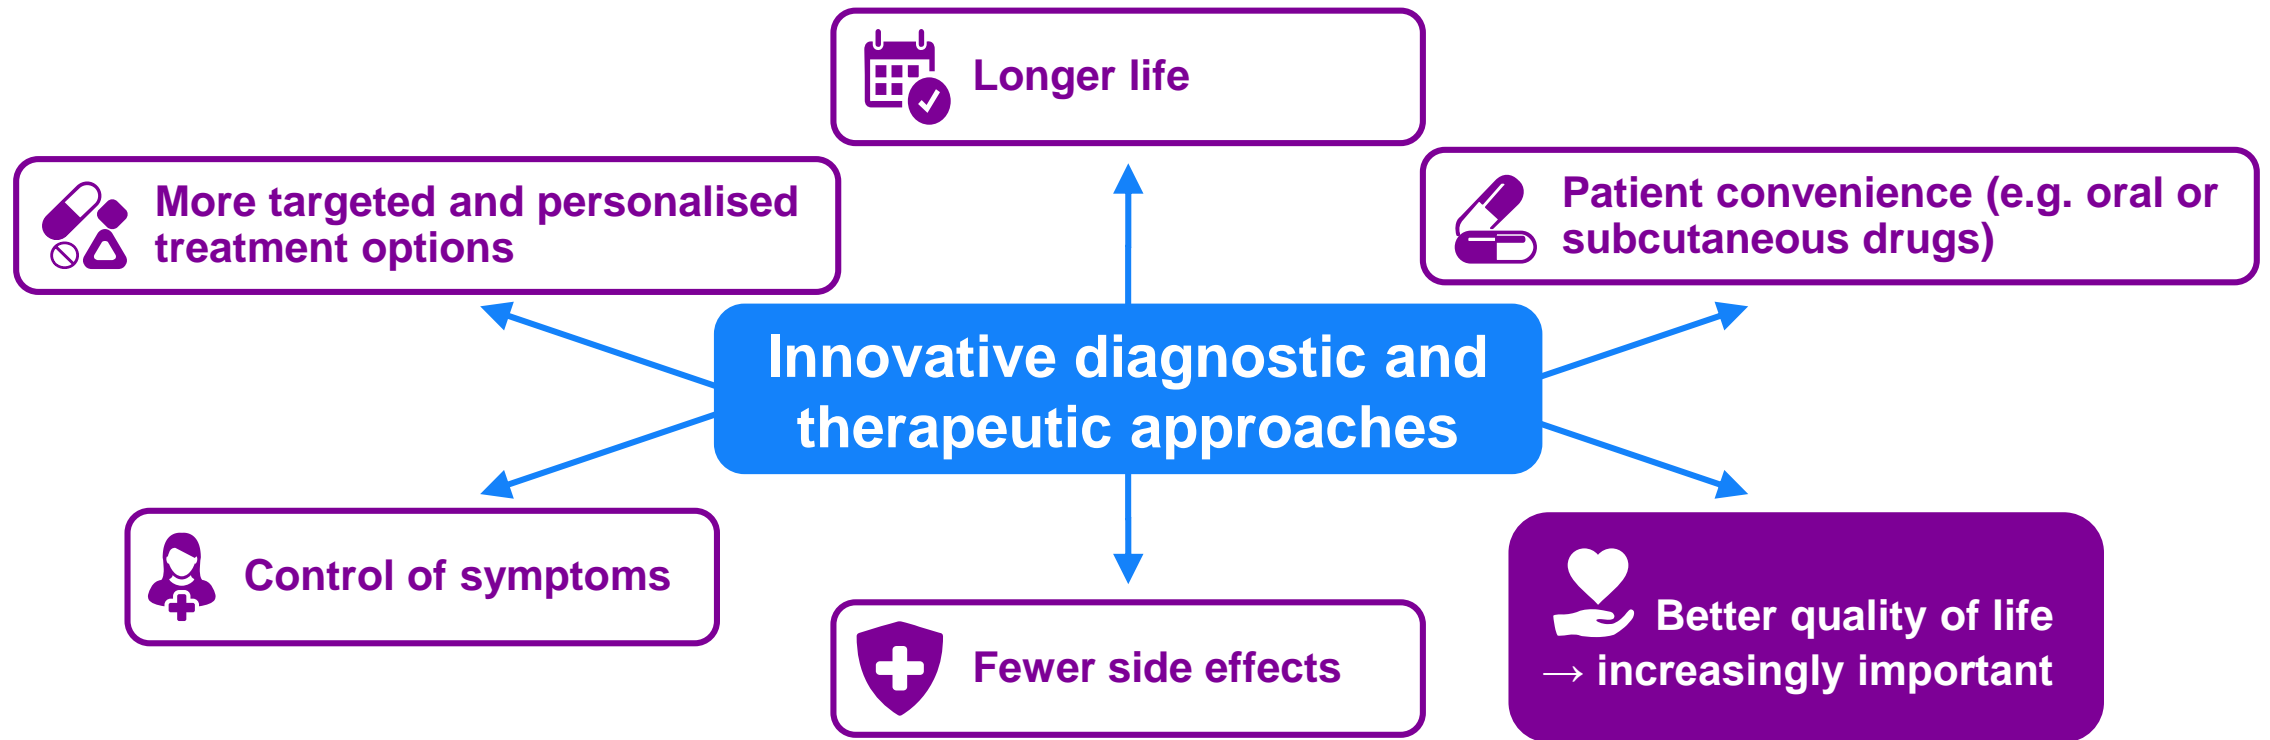 Longer life
More targeted and personalised
treatment options
Patient convenience (e.g. oral or
subcutaneous drugs)
Innovative diagnostic and
therapeutic approaches
Control of symptoms
Fewer side effects
Better quality of life
→ increasingly important